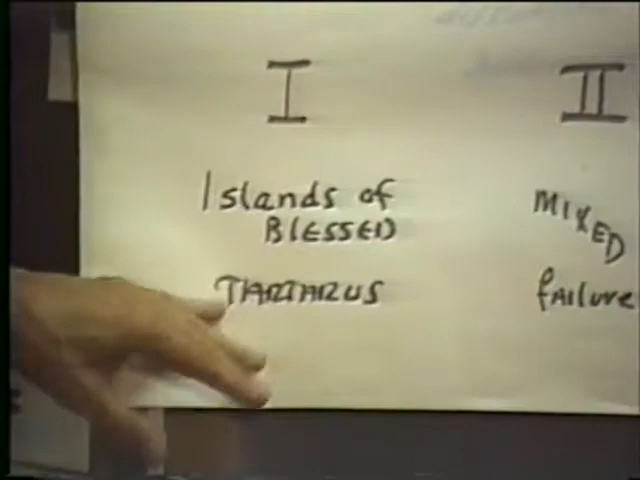 I
II
Islands of
BLESSED
MIXED
TARTARUS
failure